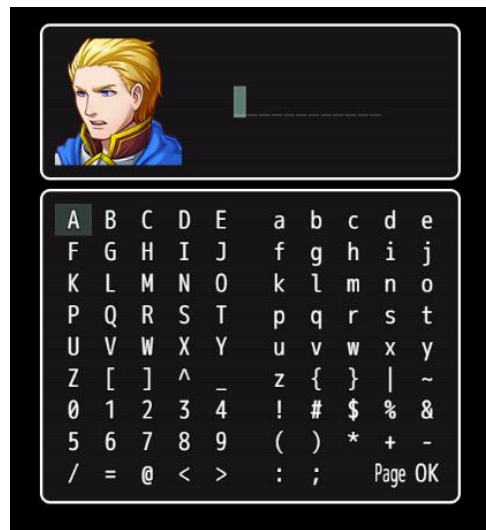 A B C D E a b c d e
F G H I J f g h i j
K L M N O k l m n o
P Q R S T p q r s t
U V W X Y u v w x y
Z [ ] ^ _ z { } | ~
0 1 2 3 4 ! # $ % &
5 6 7 8 9 ( ) * + -
/ = @ < > : ; Page OK